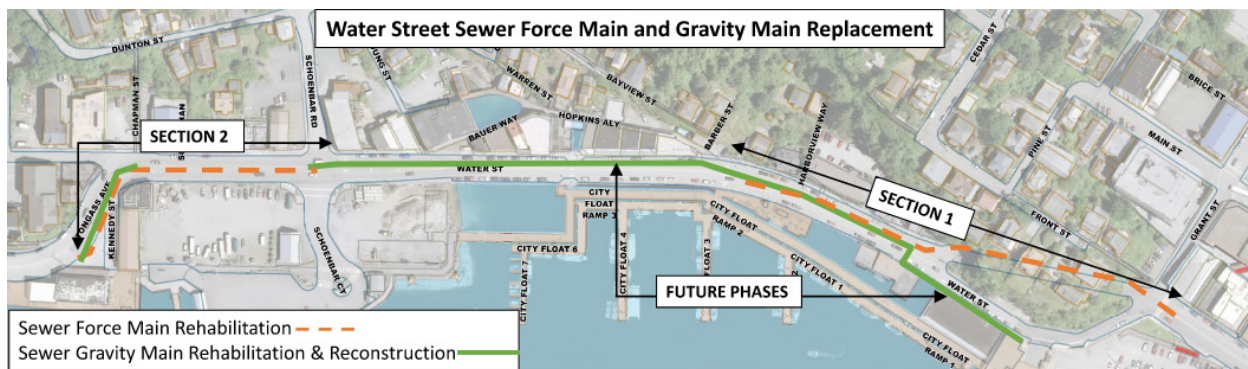 Water Street Sewer Force Main and Gravity Main Replacement
DUNTON ST
CHAPMAN ST
SCHOENBAR RD
WARREN ST
BAYVIEW ST
CEDAR ST
BRICE ST
MAIN ST
PINE ST
BAUER WAY
HOPKINS ALY
BARBER ST
HARBORVIEW WAY
FRONT ST
GRANT ST
SECTION 2
SECTION 1
WATER ST
KENNEDY ST
SCHOENBAR CT
CITY
FLOAT
RAMP 3
CITY FLOAT
RAMP 2
CITY FLOAT 6
CITY FLOAT 7
CITY FLOAT 4
CITY FLOAT 3
CITY FLOAT 1
FUTURE PHASES
WATER ST
CITY FLOAT
RAMP 1
Sewer Force Main Rehabilitation
Sewer Gravity Main Rehabilitation & Reconstruction